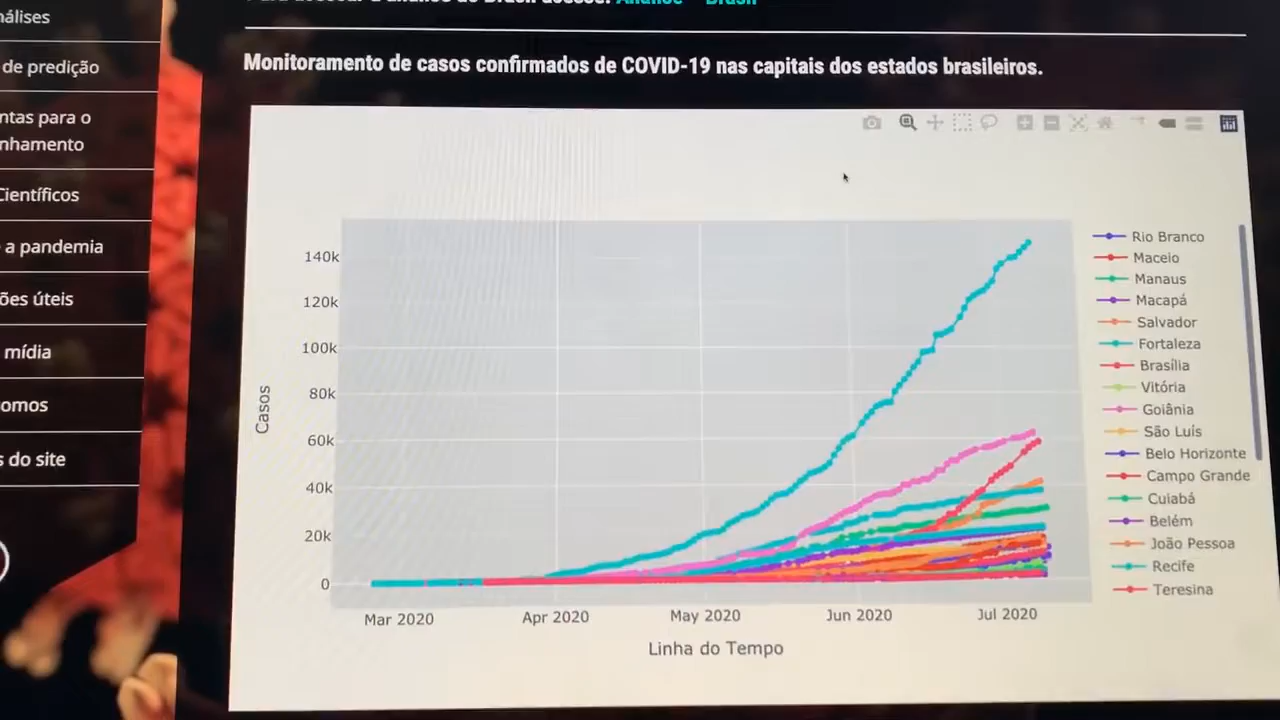 Análise - Brasil
nálises
de predição
ntas para o
nhamento
Científicos
a pandemia
ões úteis
mídia
omos
s do site
Monitoramento de casos confirmados de COVID-19 nas capitais dos estados brasileiros.
140k
120k
100k
80k
60k
40k
20k
0
Casos
Mar 2020
Apr 2020
May 2020
Jun 2020
Jul 2020
Linha do Tempo
Rio Branco
Maceio
Manaus
Macapá
Salvador
Fortaleza
Brasília
Vitória
Goiânia
São Luís
Belo Horizonte
Campo Grande
Cuiabá
Belém
João Pessoa
Recife
Teresina